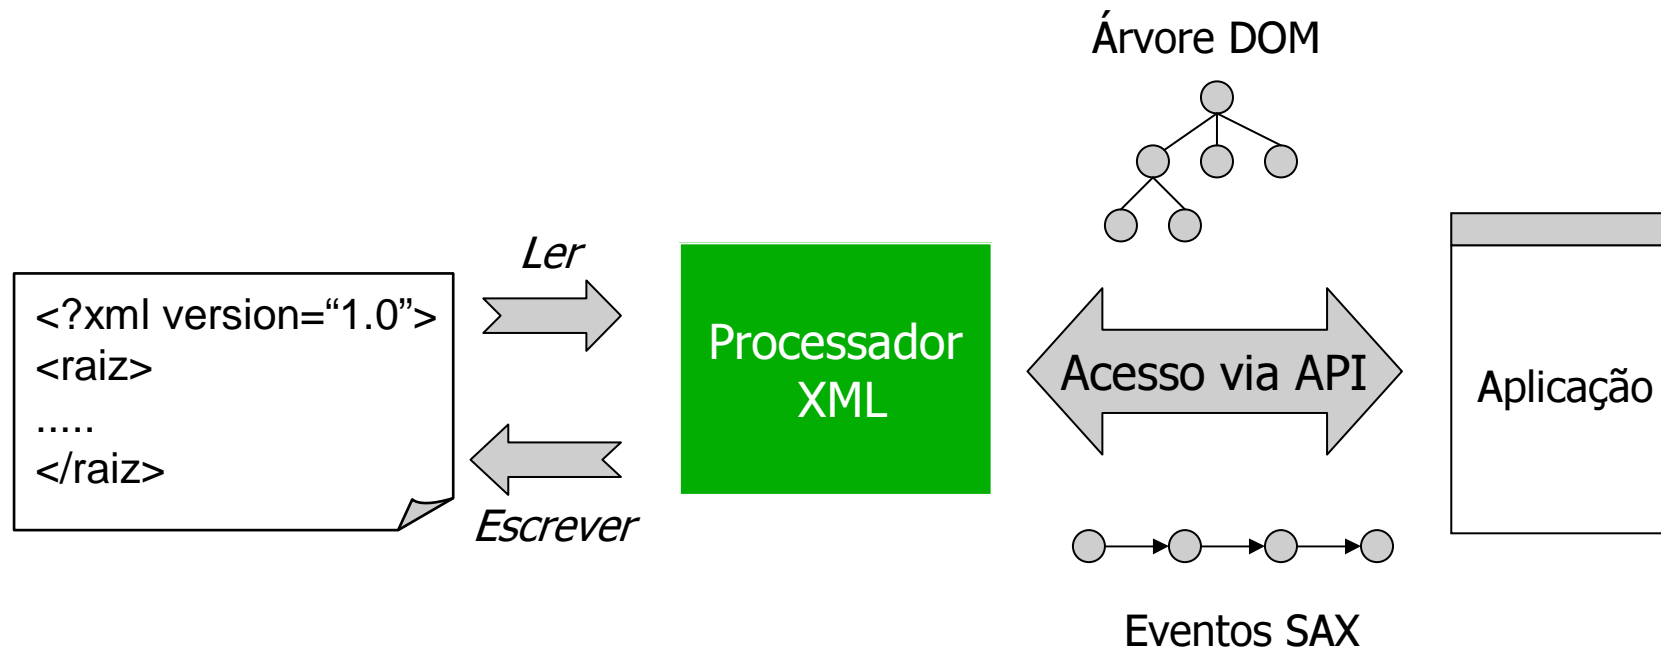 Árvore DOM
Ler
<?xml version=“1.0”>
<raiz>
.....
</raiz>
Escrever
Processador
XML
Acesso via API
Aplicação
Eventos SAX